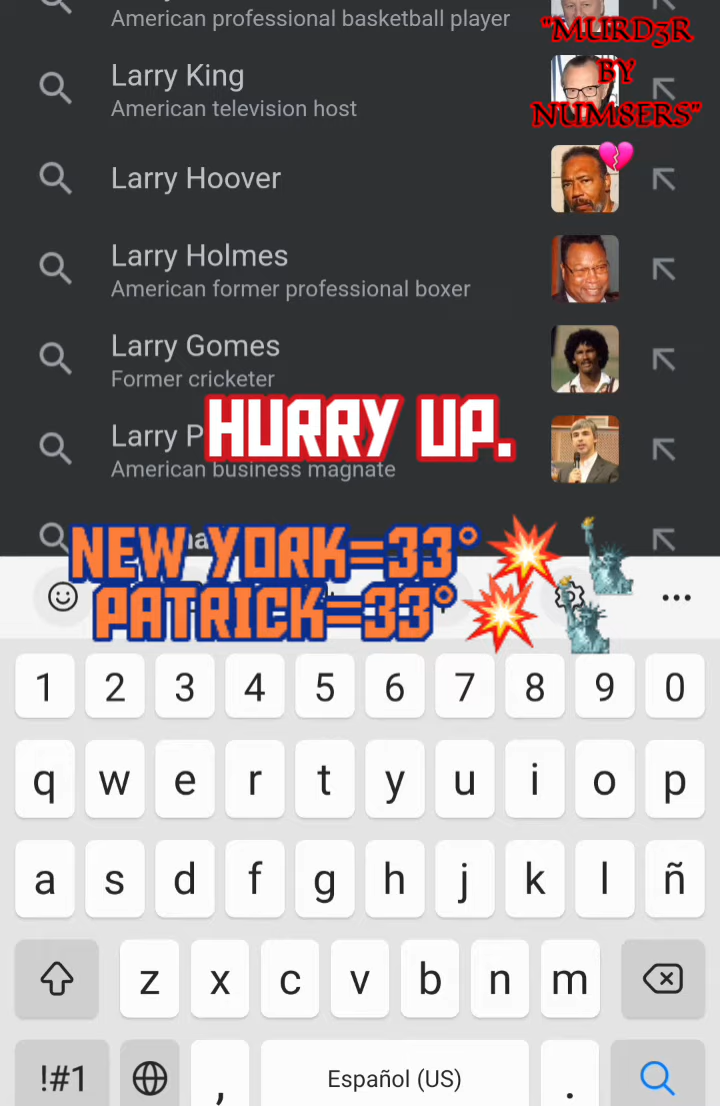 American professional basketball player
"MURD3R
BY
NUM8ERS"
Larry King
American television host
Larry Hoover
Larry Holmes
American former professional boxer
Larry Gomes
Former cricketer
HURRY UP.
Larry P
American business magnate
NEW YORK=33°
PATRICK=33°
1 2 3 4 5 6 7 8 9 0
q w e r t y u i o p
a s d f g h j k l ñ
z x c v b n m
!#1 , Español (US) .